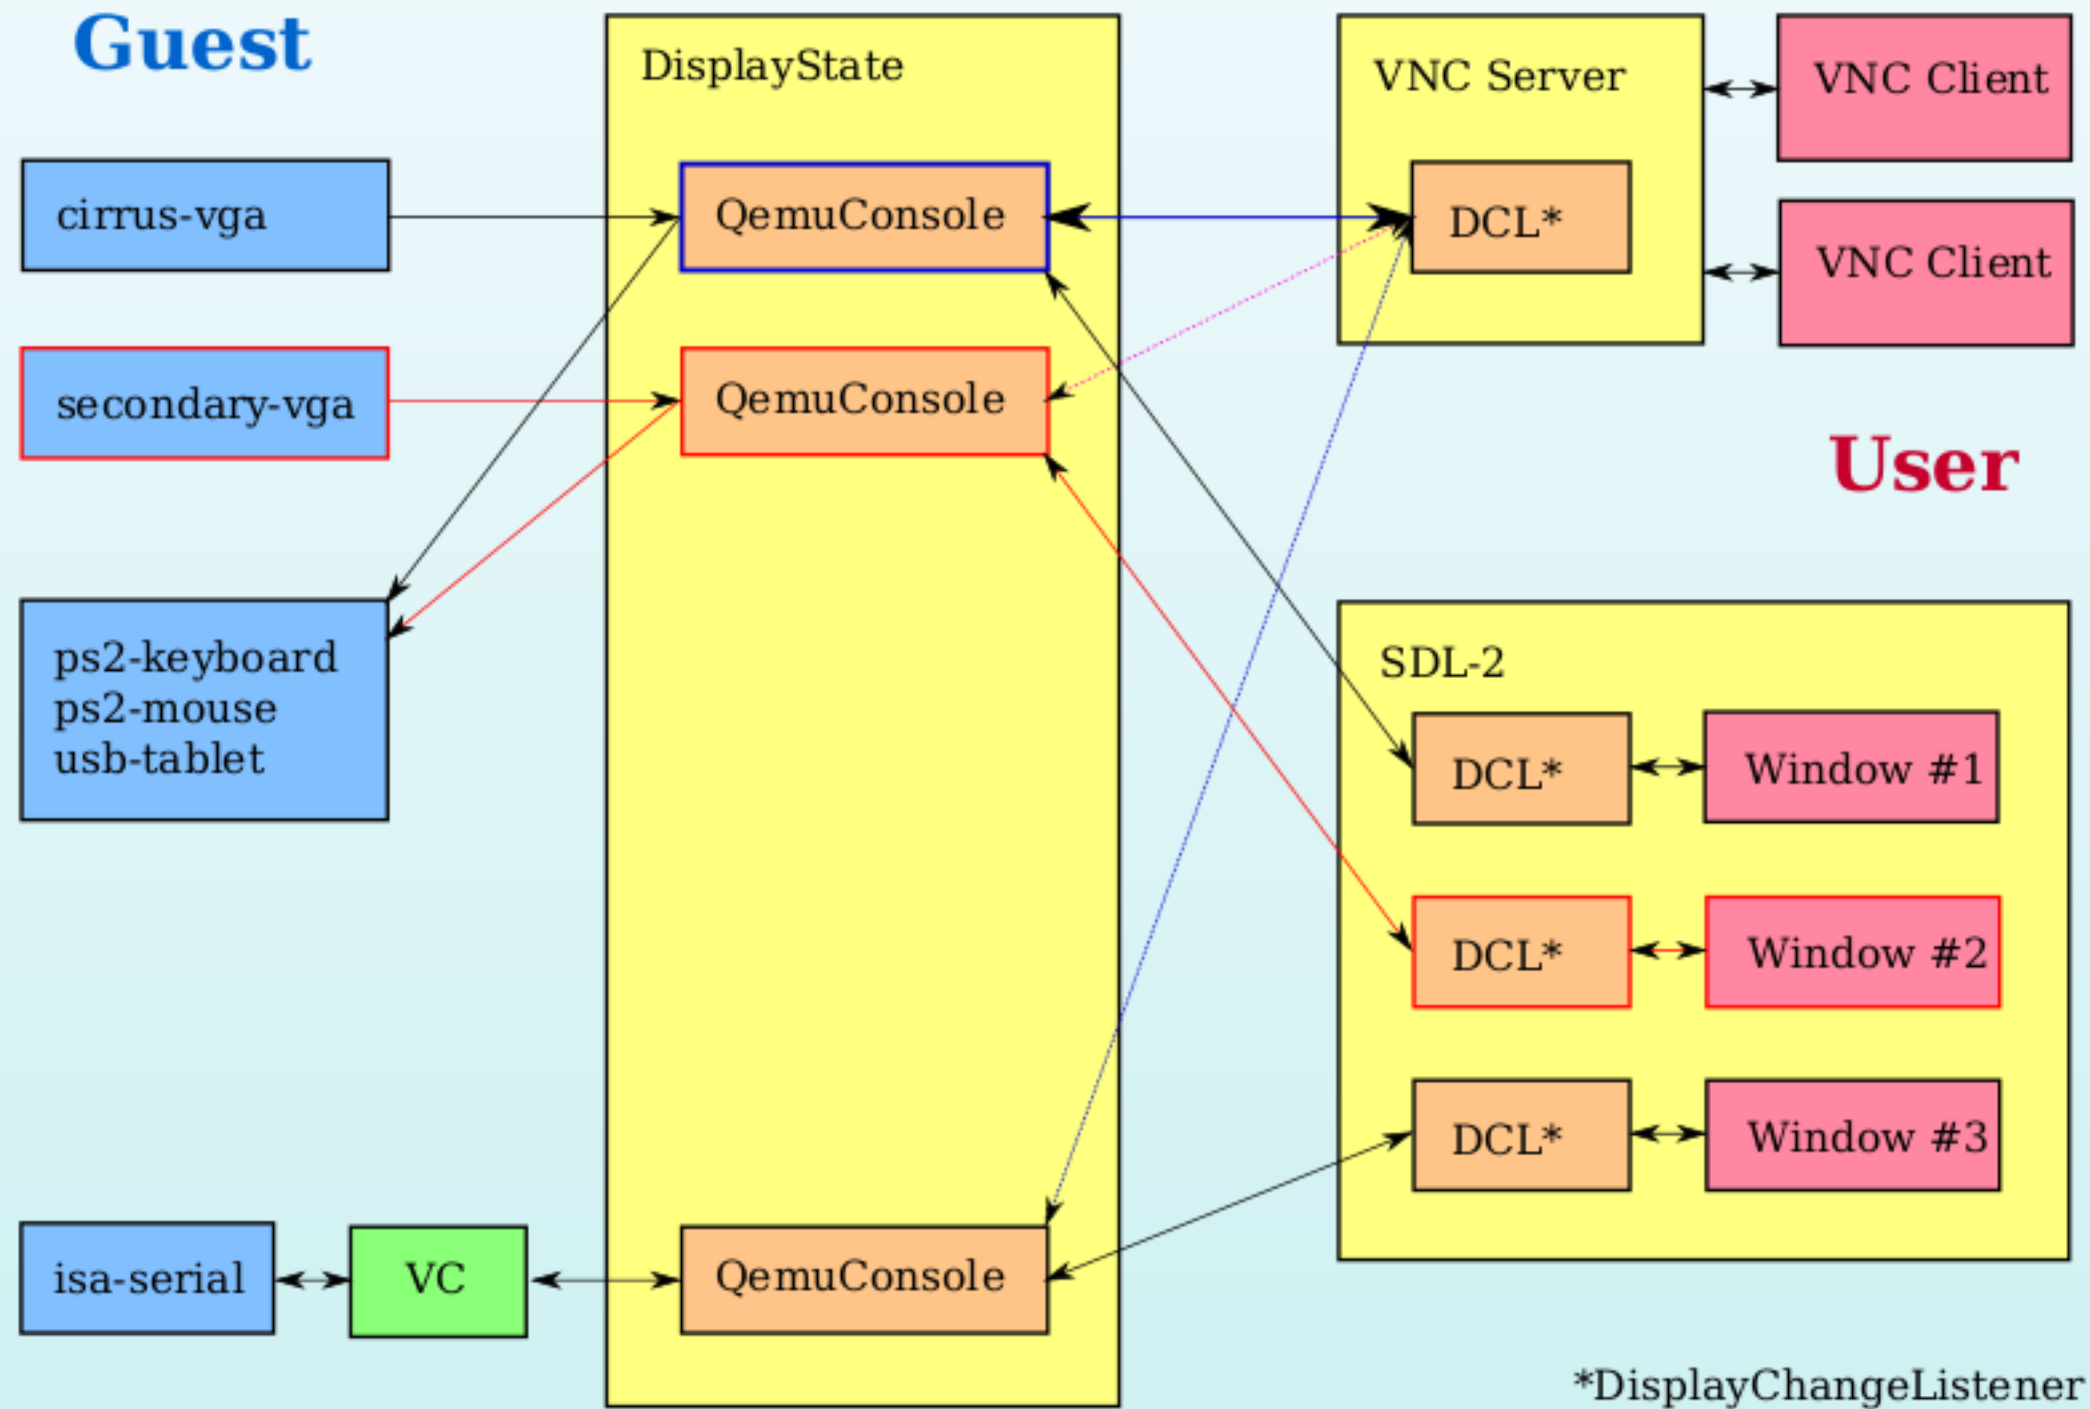 Guest
DisplayState
VNC Server
VNC Client
cirrus-vga
QemuConsole
DCL*
VNC Client
secondary-vga
QemuConsole
User
ps2-keyboard
ps2-mouse
usb-tablet
SDL-2
DCL*
Window #1
DCL*
Window #2
DCL*
Window #3
isa-serial
VC
QemuConsole
*DisplayChangeListener